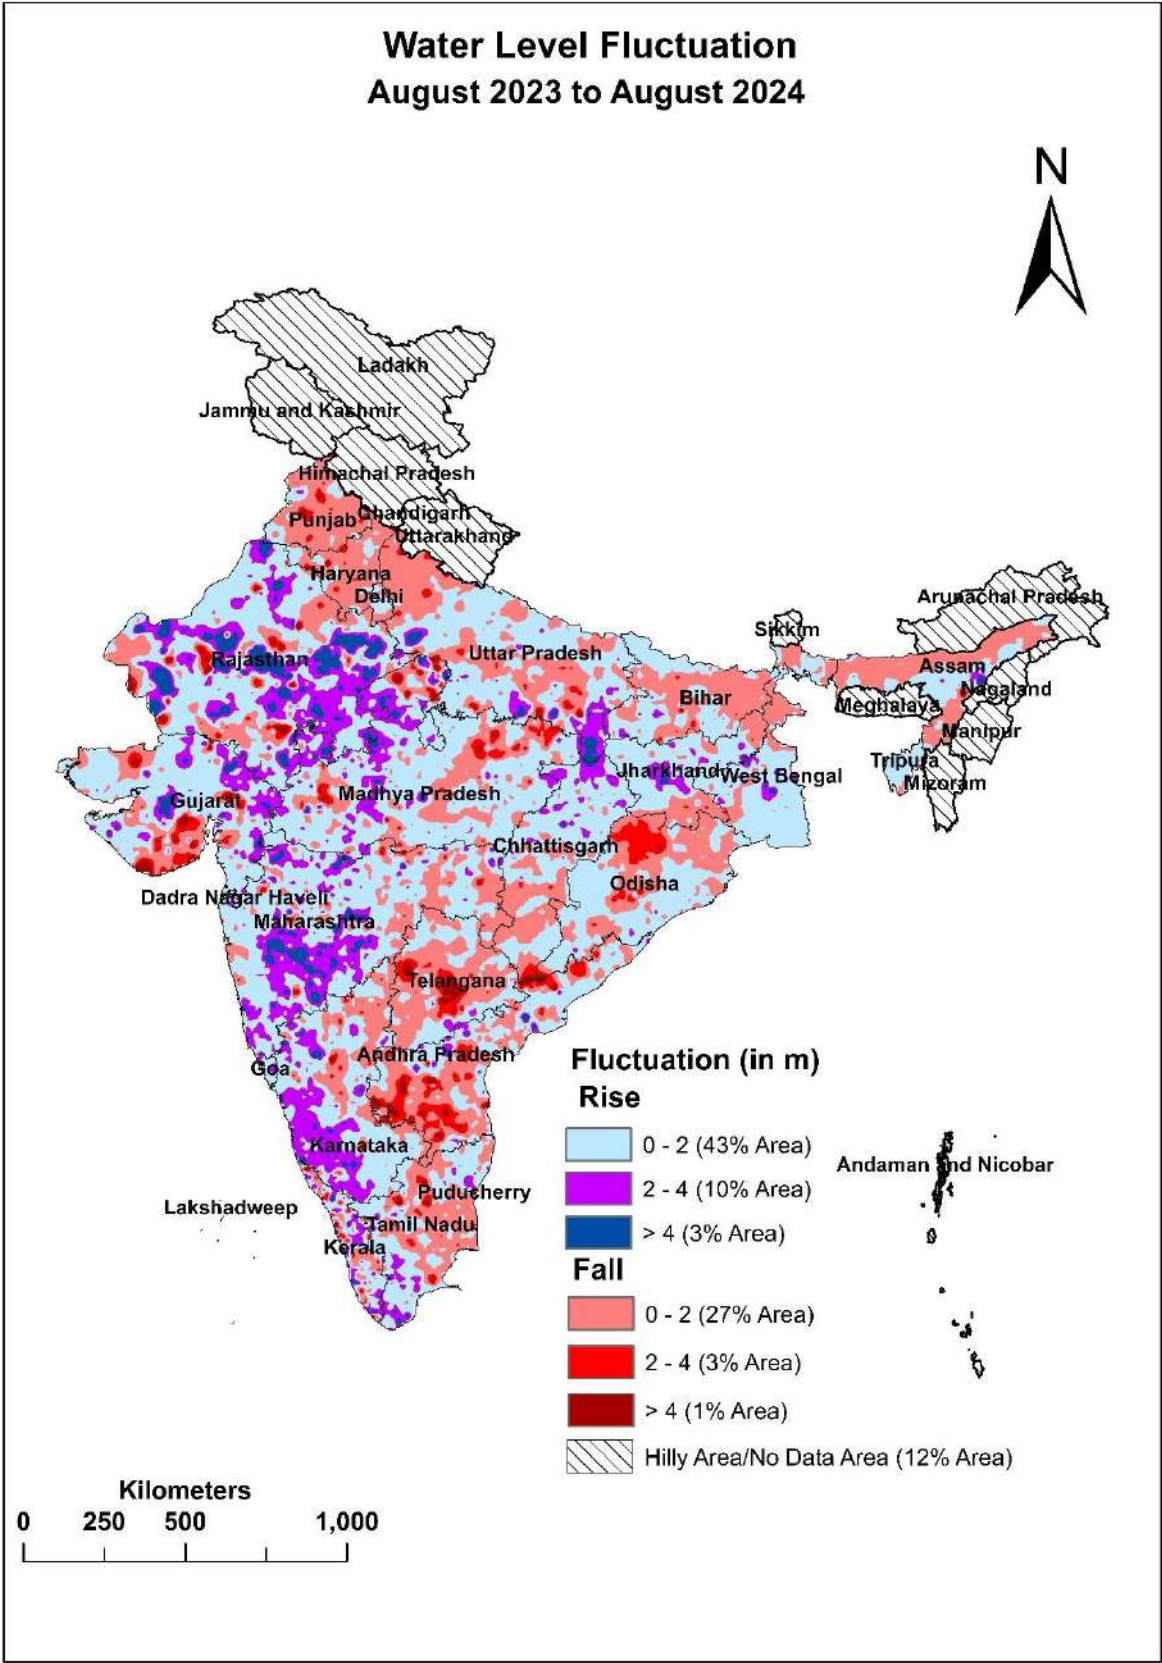 Water Level Fluctuation
August 2023 to August 2024
N
Ladakh
Jammu and Kashmir
Himachal Pradesh
Chandigarh
Punjab
Uttarakhand
Haryana
Delhi
Arunachal Pradesh
Sikkim
Rajasthan
Uttar Pradesh
Assam
Nagaland
Bihar
Meghalaya
Manipur
Tripura
Jharkhand
West Bengal
Mizoram
Gujarat
Madhya Pradesh
Chhattisgarh
Odisha
Dadra Nagar Haveli
Maharashtra
Telangana
Andhra Pradesh
Goa
Karnataka
Puducherry
Lakshadweep
Tamil Nadu
Kerala
Andaman and Nicobar
Fluctuation (in m)
Rise
0 - 2 (43% Area)
2 - 4 (10% Area)
> 4 (3% Area)
Fall
0 - 2 (27% Area)
2 - 4 (3% Area)
> 4 (1% Area)
Hilly Area/No Data Area (12% Area)
Kilometers
0 250 500 1,000